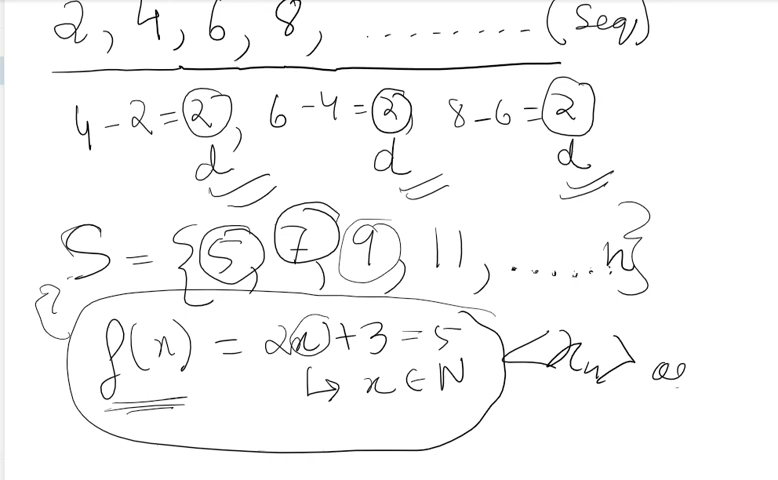 2, 4, 6, 8, ......... (Seq)
4-2=2, 6-4=2, 8-6=2
d d d
S = {5, 7, 9, 11, ......n}
f(x) = 2x+3=5 <xn>
↳ x ∈ N